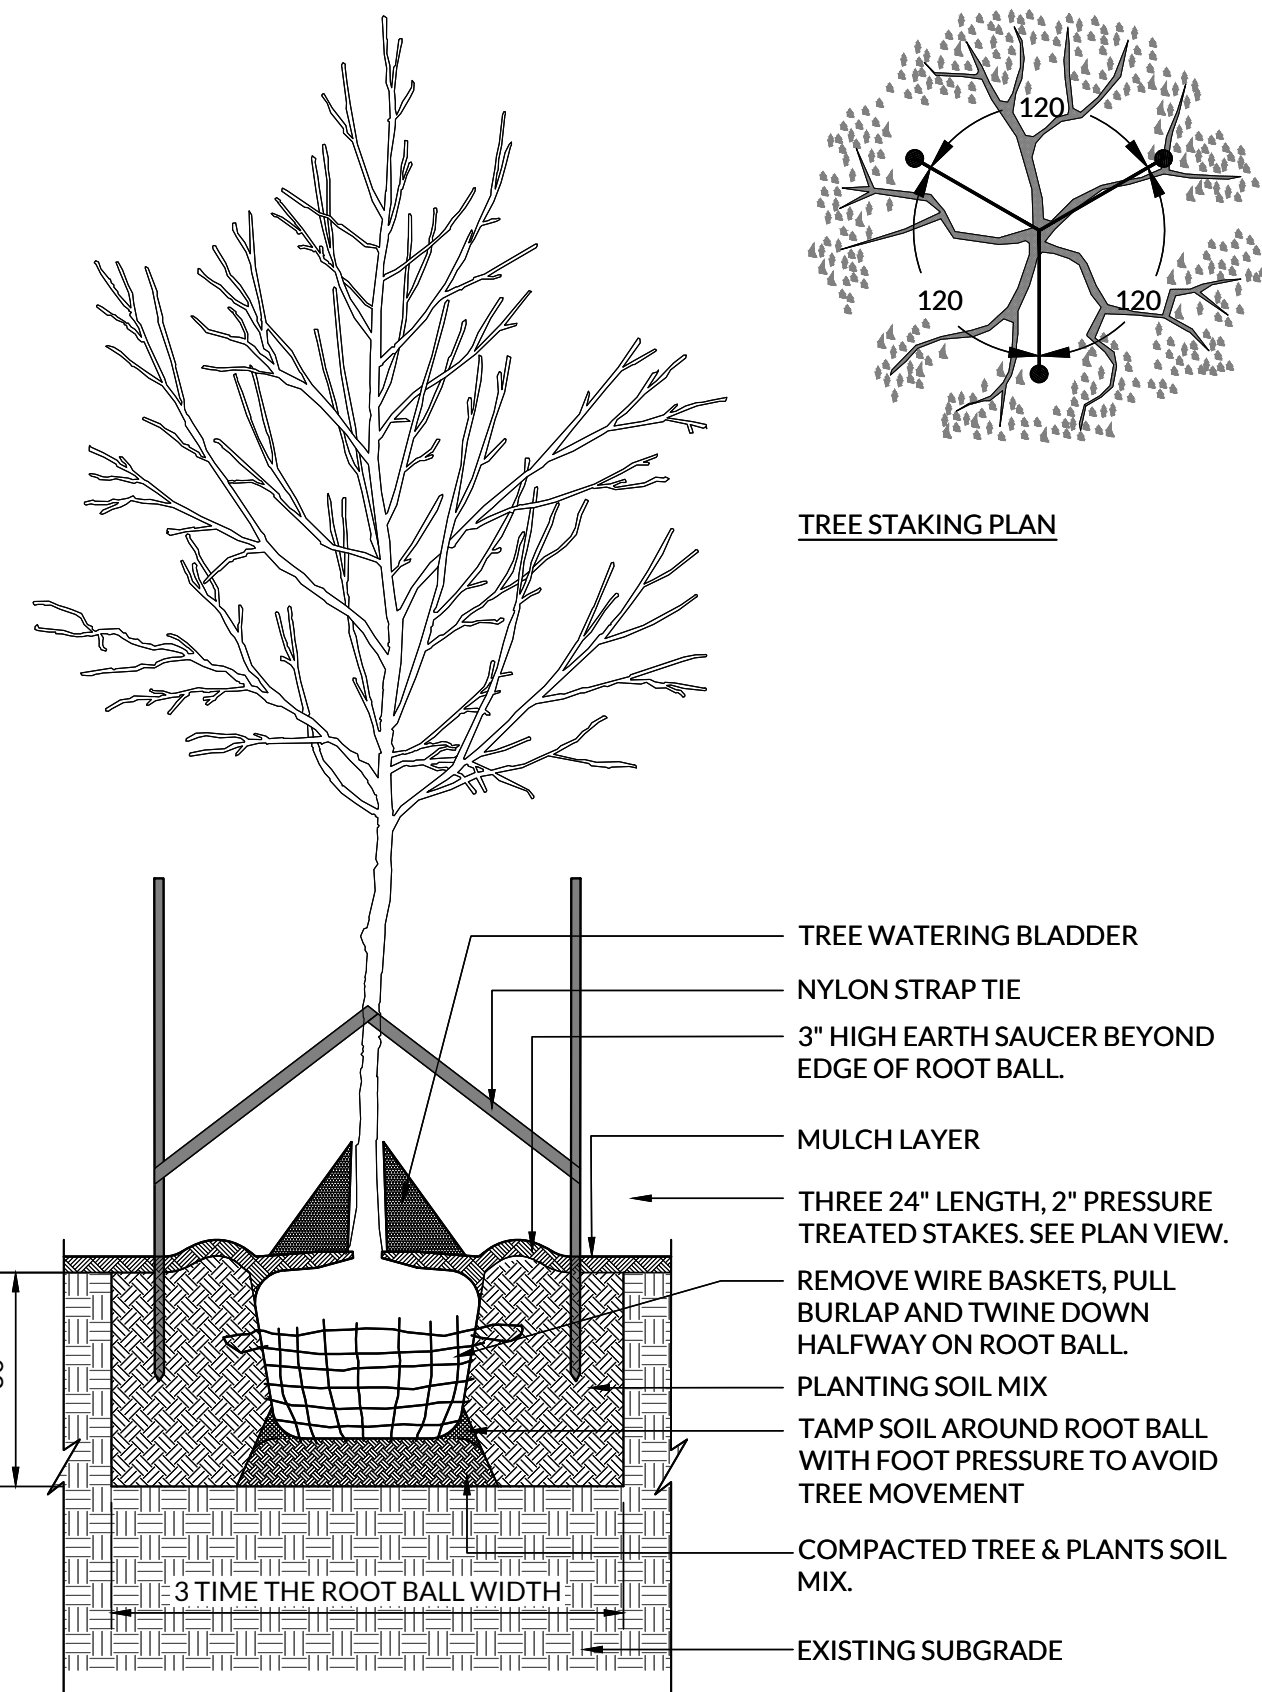 120
120
120
TREE STAKING PLAN
TREE WATERING BLADDER
NYLON STRAP TIE
3" HIGH EARTH SAUCER BEYOND
EDGE OF ROOT BALL.
MULCH LAYER
THREE 24" LENGTH, 2" PRESSURE
TREATED STAKES. SEE PLAN VIEW.
REMOVE WIRE BASKETS, PULL
BURLAP AND TWINE DOWN
HALFWAY ON ROOT BALL.
PLANTING SOIL MIX
TAMP SOIL AROUND ROOT BALL
WITH FOOT PRESSURE TO AVOID
TREE MOVEMENT
COMPACTED TREE & PLANTS SOIL
MIX.
3 TIME THE ROOT BALL WIDTH
EXISTING SUBGRADE